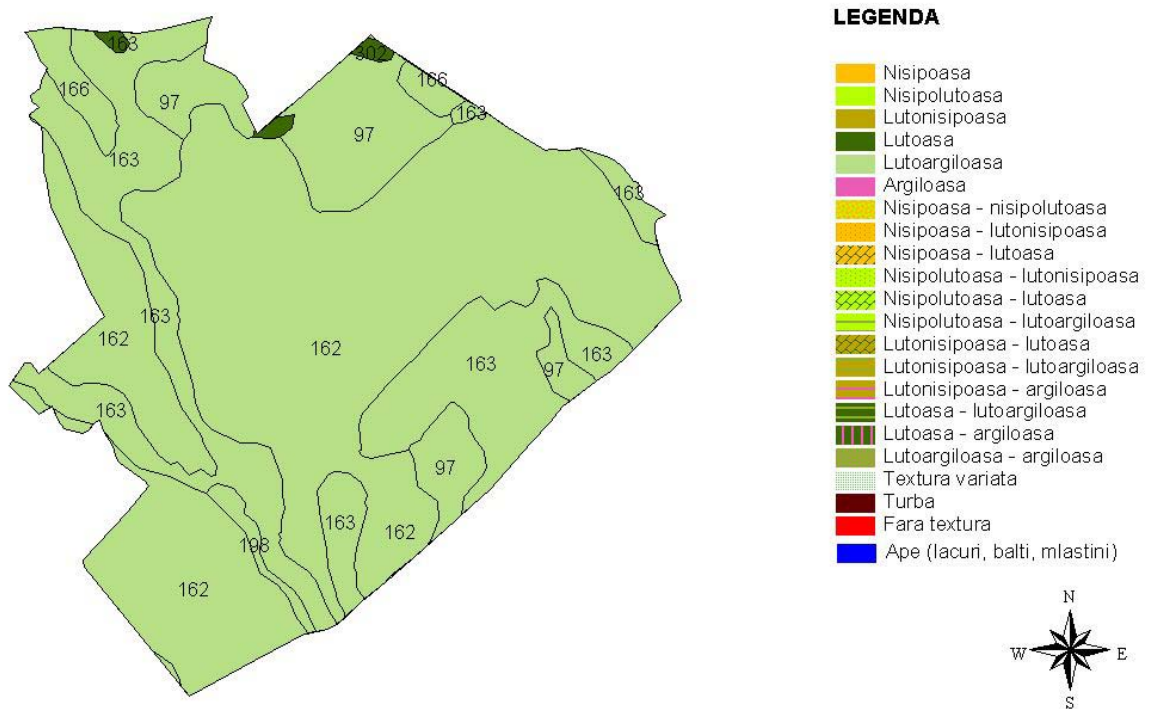 LEGENDA
Nisipoasa
Nisipolutoasa
Lutonisipoasa
Lutoasa
Lutoargiloasa
Argiloasa
Nisipoasa - nisipolutoasa
Nisipoasa - lutonisipoasa
Nisipoasa - lutoasa
Nisipolutoasa - lutonisipoasa
Nisipolutoasa - lutoasa
Nisipolutoasa - lutoargiloasa
Lutonisipoasa - lutoasa
Lutonisipoasa - lutoargiloasa
Lutonisipoasa - argiloasa
Lutoasa - lutoargiloasa
Lutoasa - argiloasa
Lutoargiloasa - argiloasa
Textura variata
Turba
Fara textura
Ape (lacuri, balti, mlastini)
N
W E
S
163
302
166
166
97
163
97
163
163
163
162
162
163
97
163
163
97
163
162
198
162